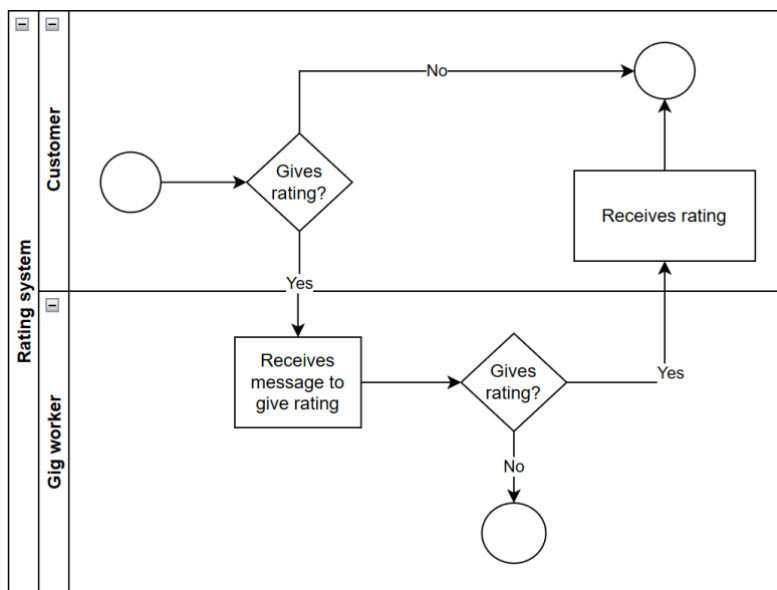 Rating system
Customer
No
Gives
rating?
Receives rating
Yes
Gig worker
Receives
message to
give rating
Gives
rating?
Yes
No